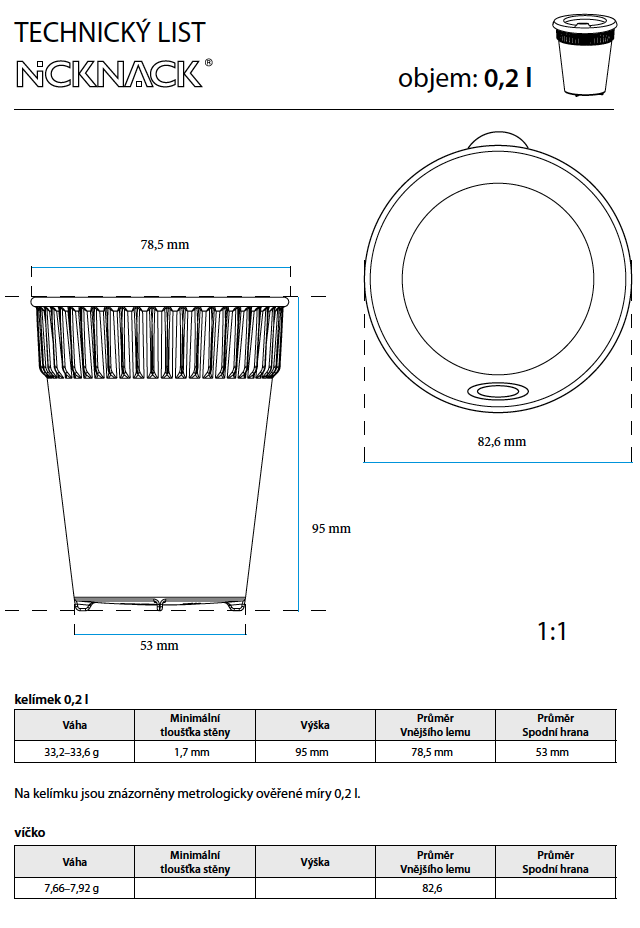 TECHNICKÝ LIST
NICKNACK®
objem: 0,2 l
78,5 mm
82,6 mm
95 mm
53 mm
1:1
kelímek 0,2 l
Váha Minimální tloušťka stěny Výška Průměr Vnějšího lemu Průměr Spodní hrana
33,2–33,6 g 1,7 mm 95 mm 78,5 mm 53 mm
Na kelímku jsou znázorněny metrologicky ověřené míry 0,2 l.
víčko
Váha Minimální tloušťka stěny Výška Průměr Vnějšího lemu Průměr Spodní hrana
7,66–7,92 g 82,6